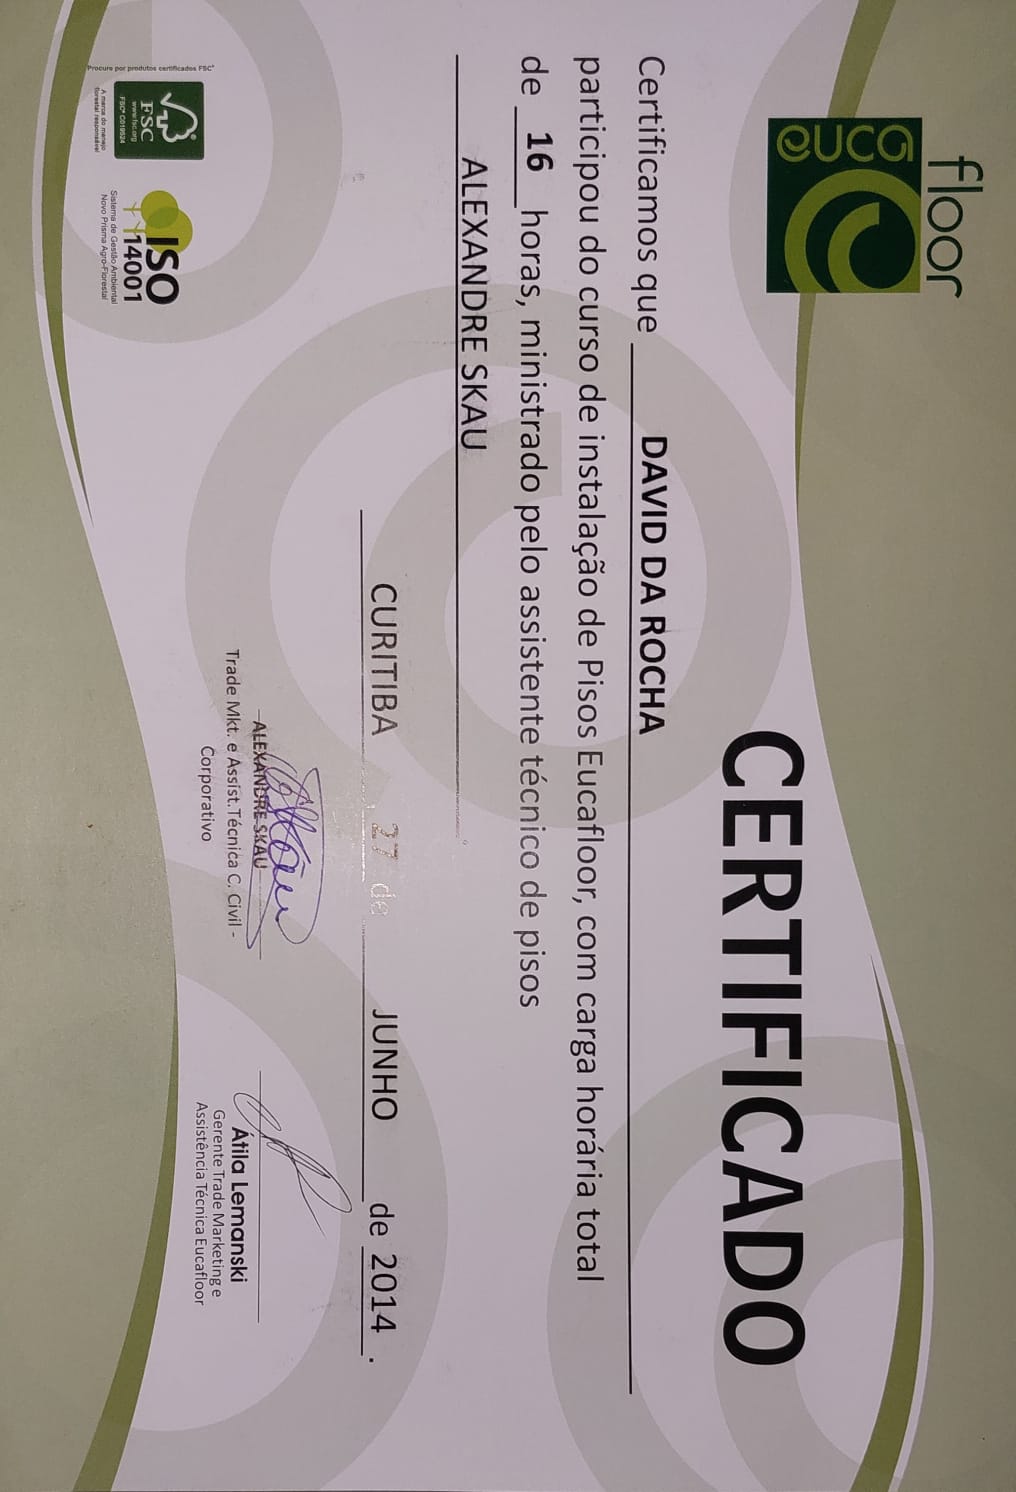 euca
floor
CERTIFICADO
Certificamos que DAVID DA ROCHA
participou do curso de instalação de Pisos Eucafloor, com carga horária total
de 16 horas, ministrado pelo assistente técnico de pisos
ALEXANDRE SKAU
CURITIBA 27 de JUNHO de 2014 .
ALEXANDRE SKAU
Trade Mkt. e Assist.Técnica C. Civil -
Corporativo
Átila Lemanski
Gerente Trade Marketing e
Assistência Técnica Eucafloor
Procure por produtos certificados FSC®
FSC
www.fsc.org
FSC® C019524
A marca do manejo
florestal responsável
ISO
14001
Sistema de Gestão Ambiental
Novo Prisma Agro-Florestal